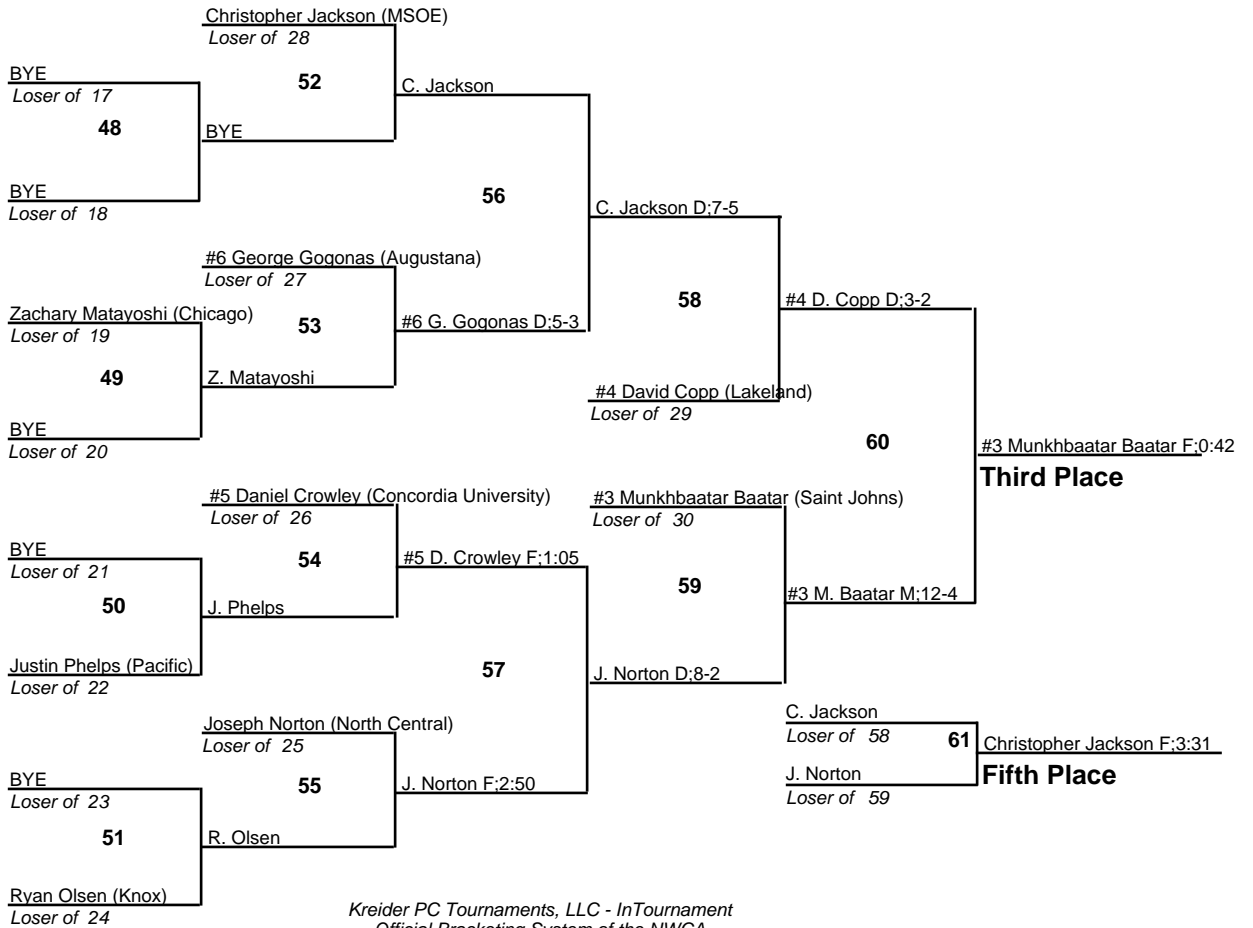 Christopher Jackson (MSOE)
Loser of 28
BYE
Loser of 17
52
C. Jackson
48
BYE
BYE
Loser of 18
56
C. Jackson D;7-5
#6 George Gogonas (Augustana)
Loser of 27
Zachary Matayoshi (Chicago)
Loser of 19
53
#6 G. Gogonas D;5-3
58
#4 D. Copp D;3-2
49
Z. Matayoshi
#4 David Copp (Lakeland)
Loser of 29
BYE
Loser of 20
60
#3 Munkhbaatar Baatar F;0:42
Third Place
#5 Daniel Crowley (Concordia University)
Loser of 26
#3 Munkhbaatar Baatar (Saint Johns)
Loser of 30
BYE
Loser of 21
54
#5 D. Crowley F;1:05
59
#3 M. Baatar M;12-4
50
J. Phelps
Justin Phelps (Pacific)
Loser of 22
57
J. Norton D;8-2
Joseph Norton (North Central)
Loser of 25
C. Jackson
Loser of 58
61
Christopher Jackson F;3:31
Fifth Place
J. Norton
Loser of 59
BYE
Loser of 23
55
J. Norton F;2:50
51
R. Olsen
Ryan Olsen (Knox)
Loser of 24
Kreider PC Tournaments, LLC - InTournament
Official Bracketing System of the NWCA